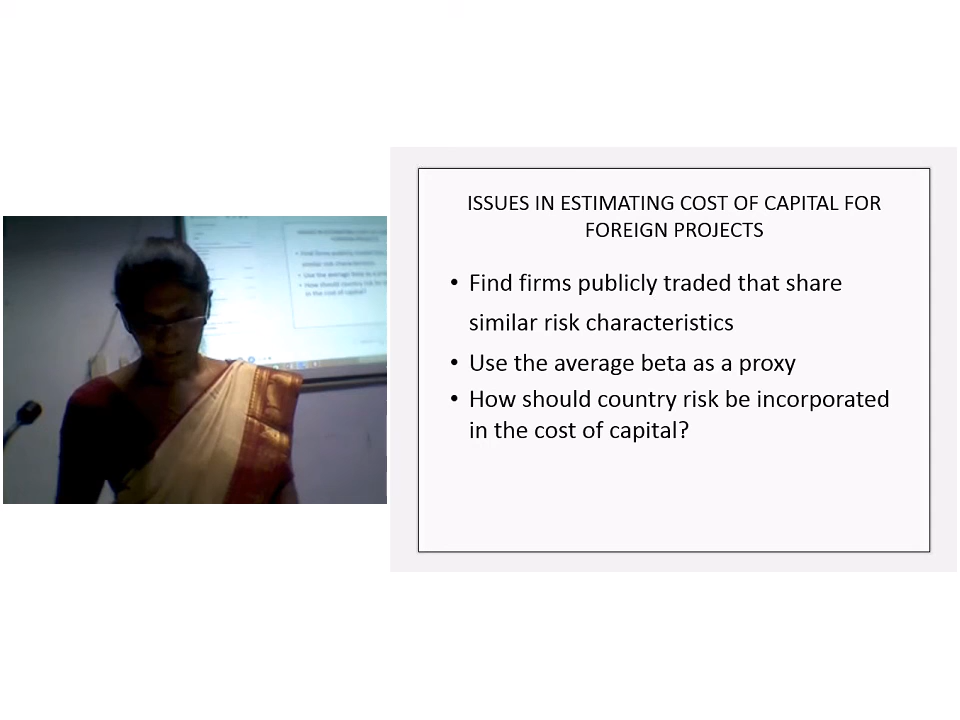 ISSUES IN ESTIMATING COST OF CAPITAL FOR
FOREIGN PROJECTS
• Find firms publicly traded that share
similar risk characteristics
• Use the average beta as a proxy
• How should country risk be incorporated
in the cost of capital?